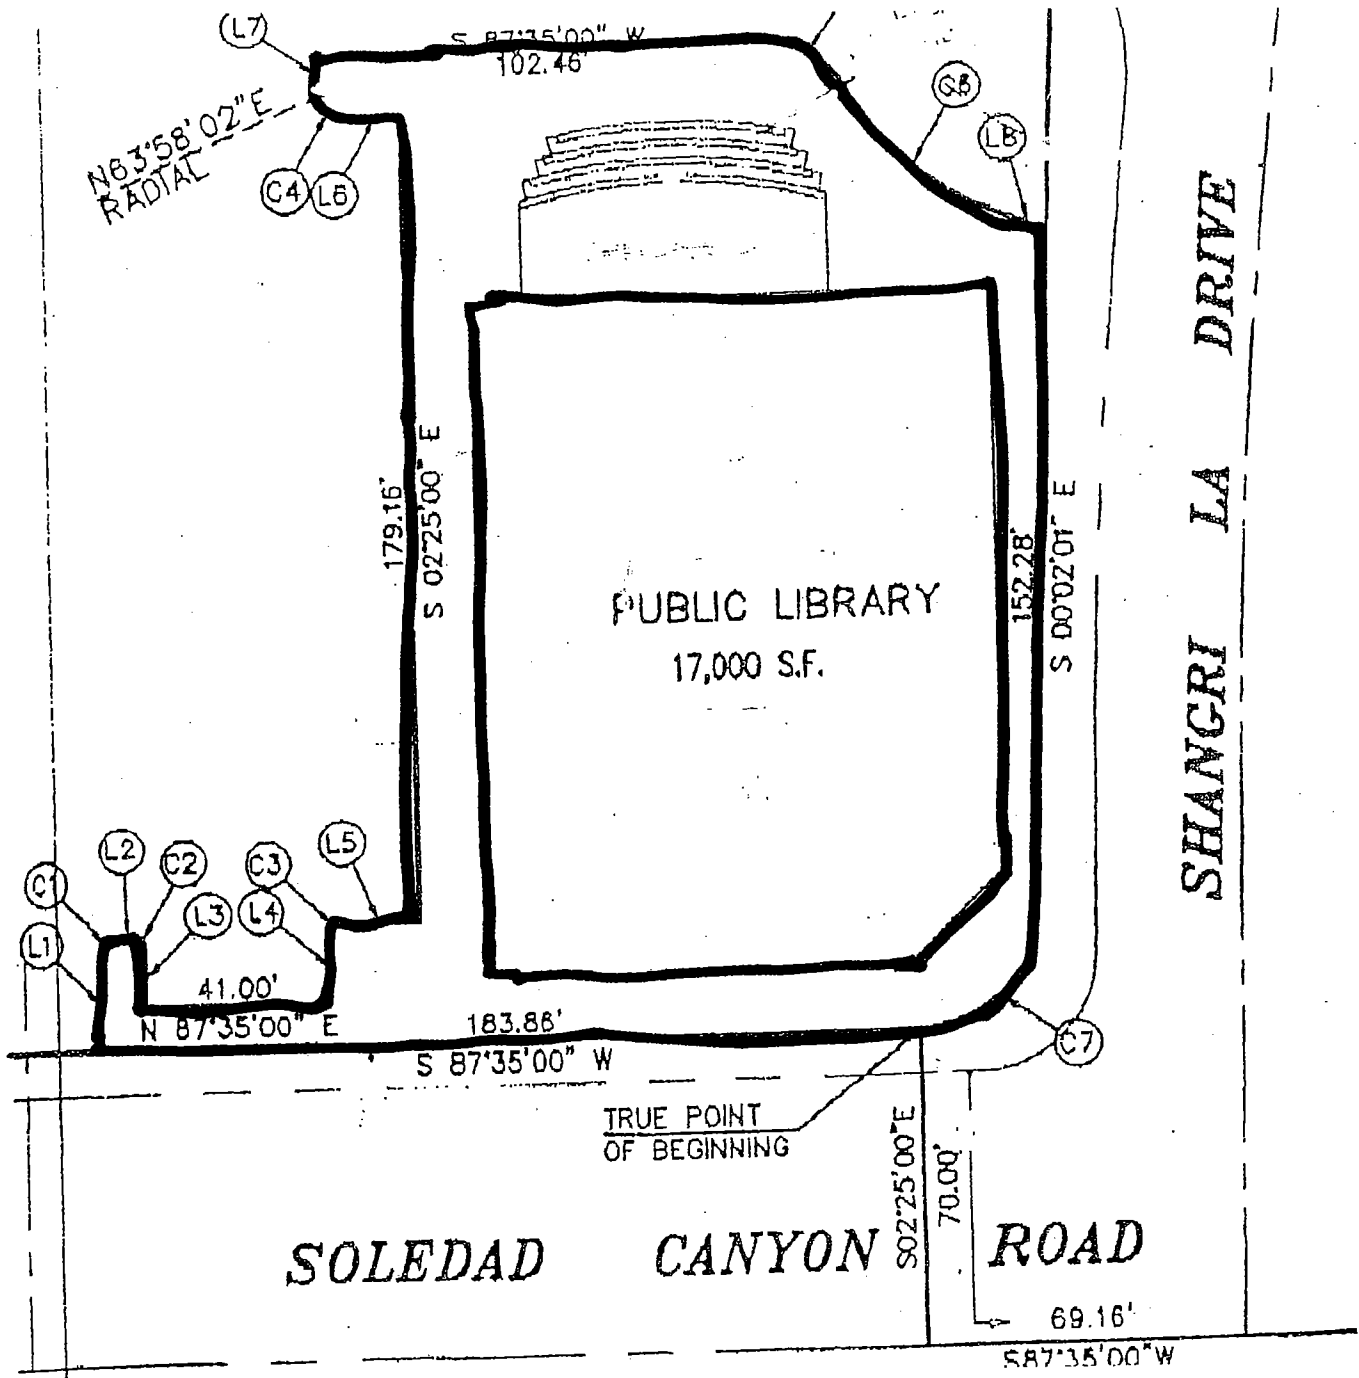 L7
S 87°35'00" W
102.46'
N63°58'02"E
RADIAL
C4
L6
L8
179.16'
S 02°25'00" E
PUBLIC LIBRARY
17,000 S.F.
152.28'
S 00°02'01" E
SHANGRI LA DRIVE
C1
L1
L2
C2
L3
C3
L4
L5
41.00'
N 87°35'00" E
183.86'
S 87°35'00" W
C7
TRUE POINT
OF BEGINNING
S02°25'00"E
70.00'
SOLEDAD CANYON ROAD
69.16'
S87°35'00"W